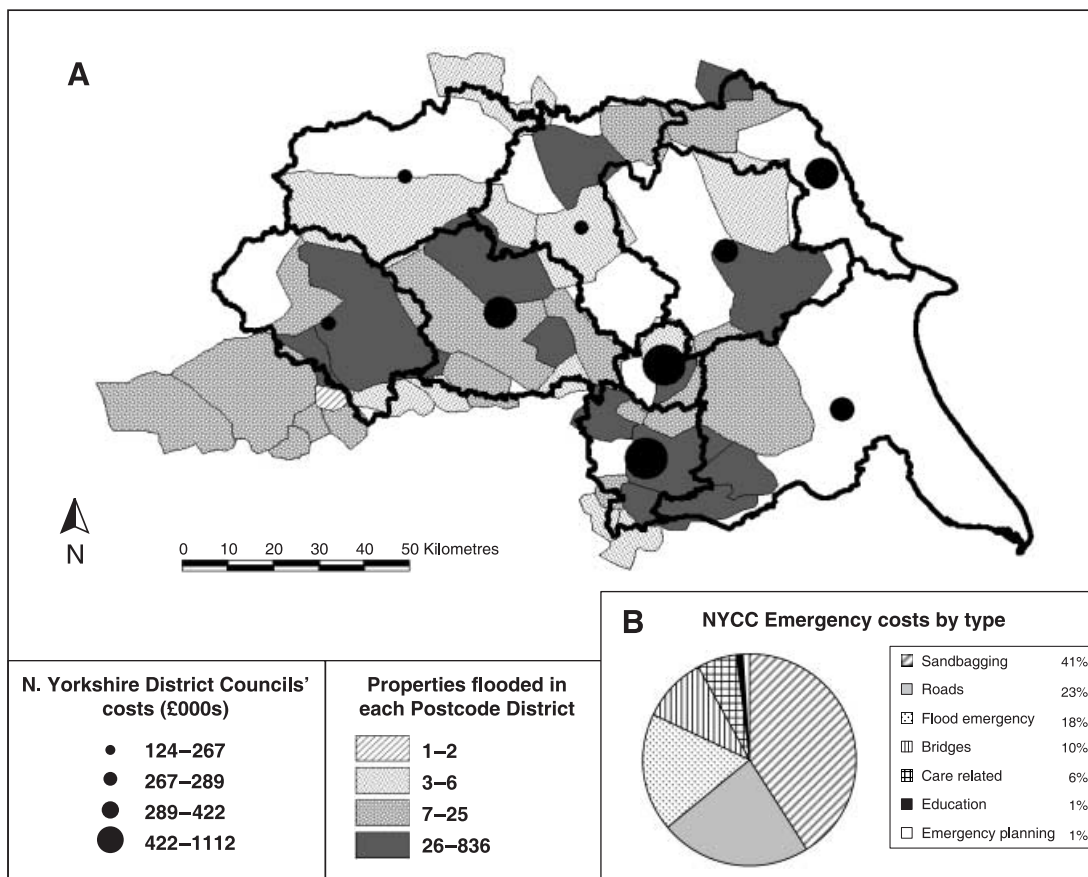 A
N
0 10 20 30 40 50 Kilometres
N. Yorkshire District Councils'
costs (£000s)
124–267
267–289
289–422
422–1112
Properties flooded in
each Postcode District
1–2
3–6
7–25
26–836
B NYCC Emergency costs by type
Sandbagging 41%
Roads 23%
Flood emergency 18%
Bridges 10%
Care related 6%
Education 1%
Emergency planning 1%